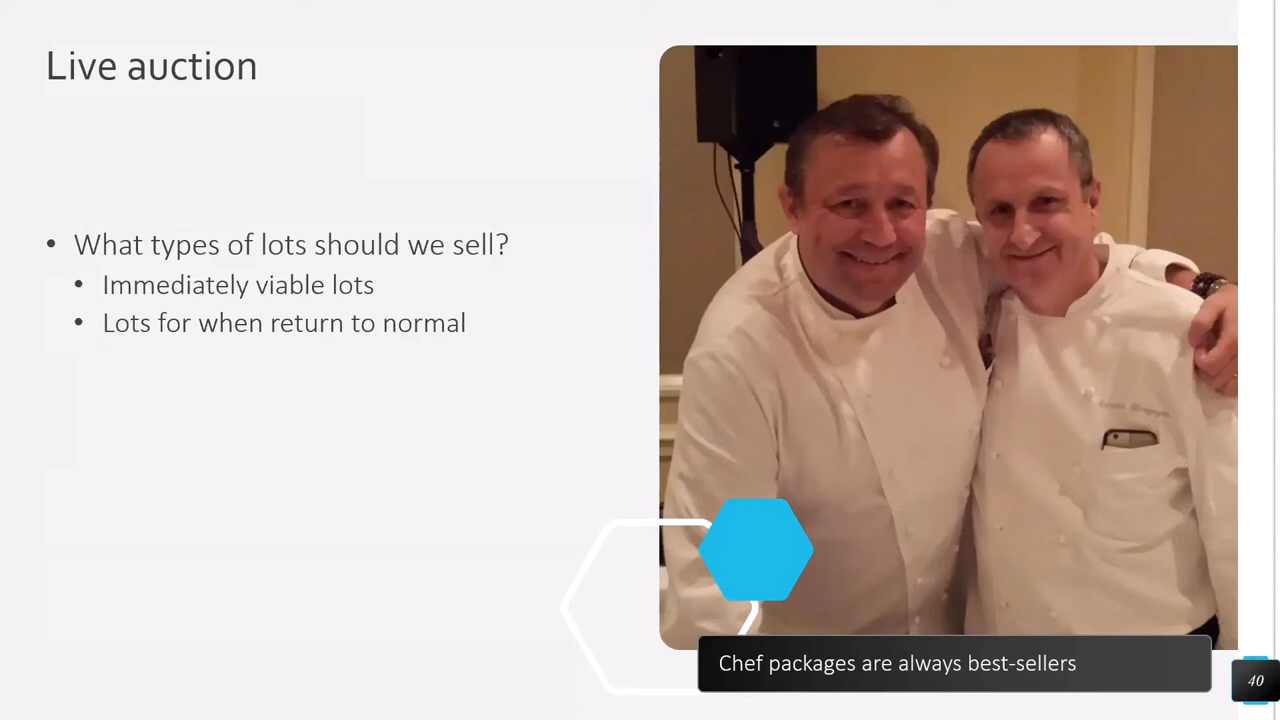 Live auction
• What types of lots should we sell?
• Immediately viable lots
• Lots for when return to normal
Chef packages are always best-sellers
40